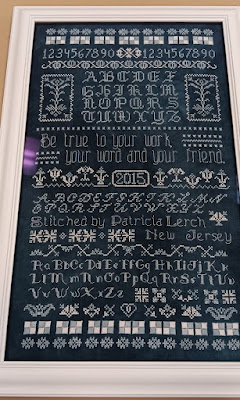 1234567890 1234567890
ABCDEF
GHIJKLM
NOPQRS
TUVWXYZ
Be true to your work
your word and your friend.
2015
ABCDEFGHIJKLMN
OPQRSTUVWXYZ
Stitched by Patricia Lerch
New Jersey
Aa Bb Cc Dd Ee Ff Gg Hh Ii Jj Kk
Ll Mm Nn Oo Pp Qq Rr Ss Tt Uu
Vv Ww Xx Zz